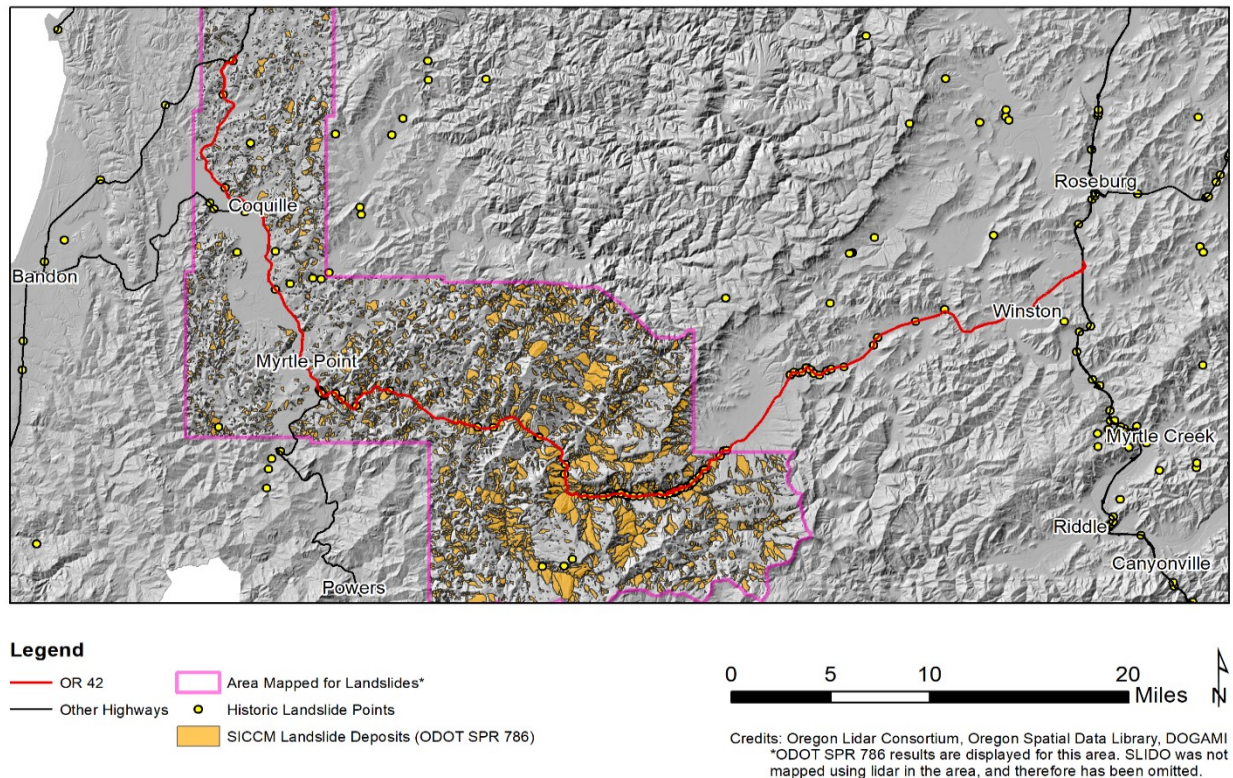 Roseburg
Coquille
Bandon
Winston
Myrtle Point
Myrtle Creek
Riddle
Canyonville
Powers
Legend
OR 42
Other Highways
Area Mapped for Landslides*
Historic Landslide Points
SICCM Landslide Deposits (ODOT SPR 786)
0 5 10 20
Miles
N
Credits: Oregon Lidar Consortium, Oregon Spatial Data Library, DOGAMI
*ODOT SPR 786 results are displayed for this area. SLIDO was not
mapped using lidar in the area, and therefore has been omitted.